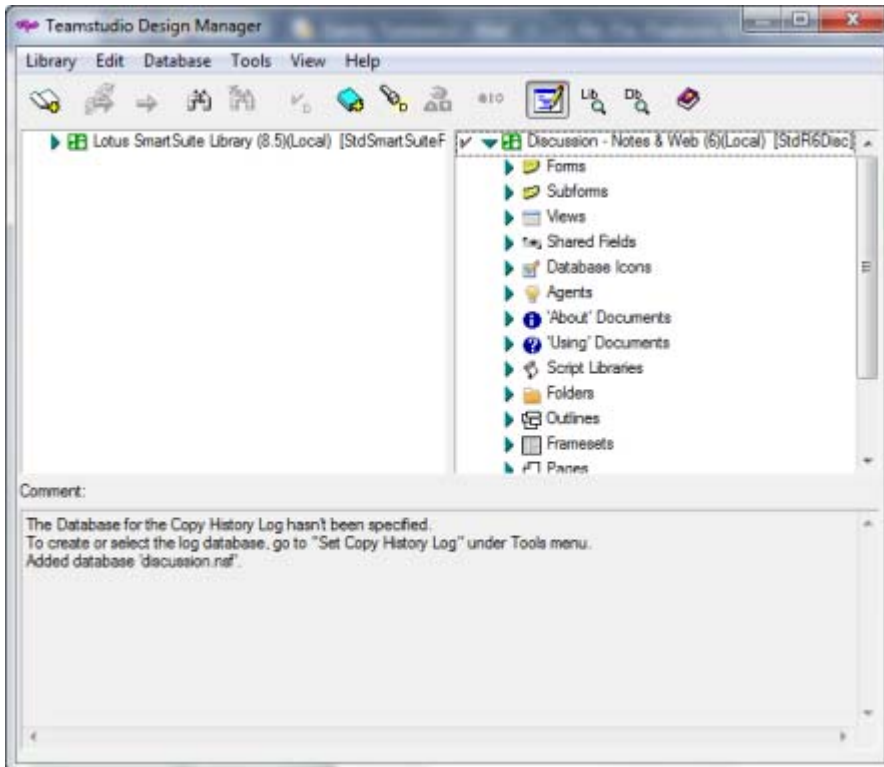 Teamstudio Design Manager
Library Edit Database Tools View Help
Lib Db
Lotus SmartSuite Library (8.5)(Local) [StdSmartSuiteF
Discussion - Notes & Web (6)(Local) [StdR6Disc]
Forms
Subforms
Views
Shared Fields
Database Icons
Agents
'About' Documents
'Using' Documents
Script Libraries
Folders
Outlines
Framesets
Pages
Comment:
The Database for the Copy History Log hasn't been specified.
To create or select the log database, go to "Set Copy History Log" under Tools menu.
Added database 'discussion.nsf'.